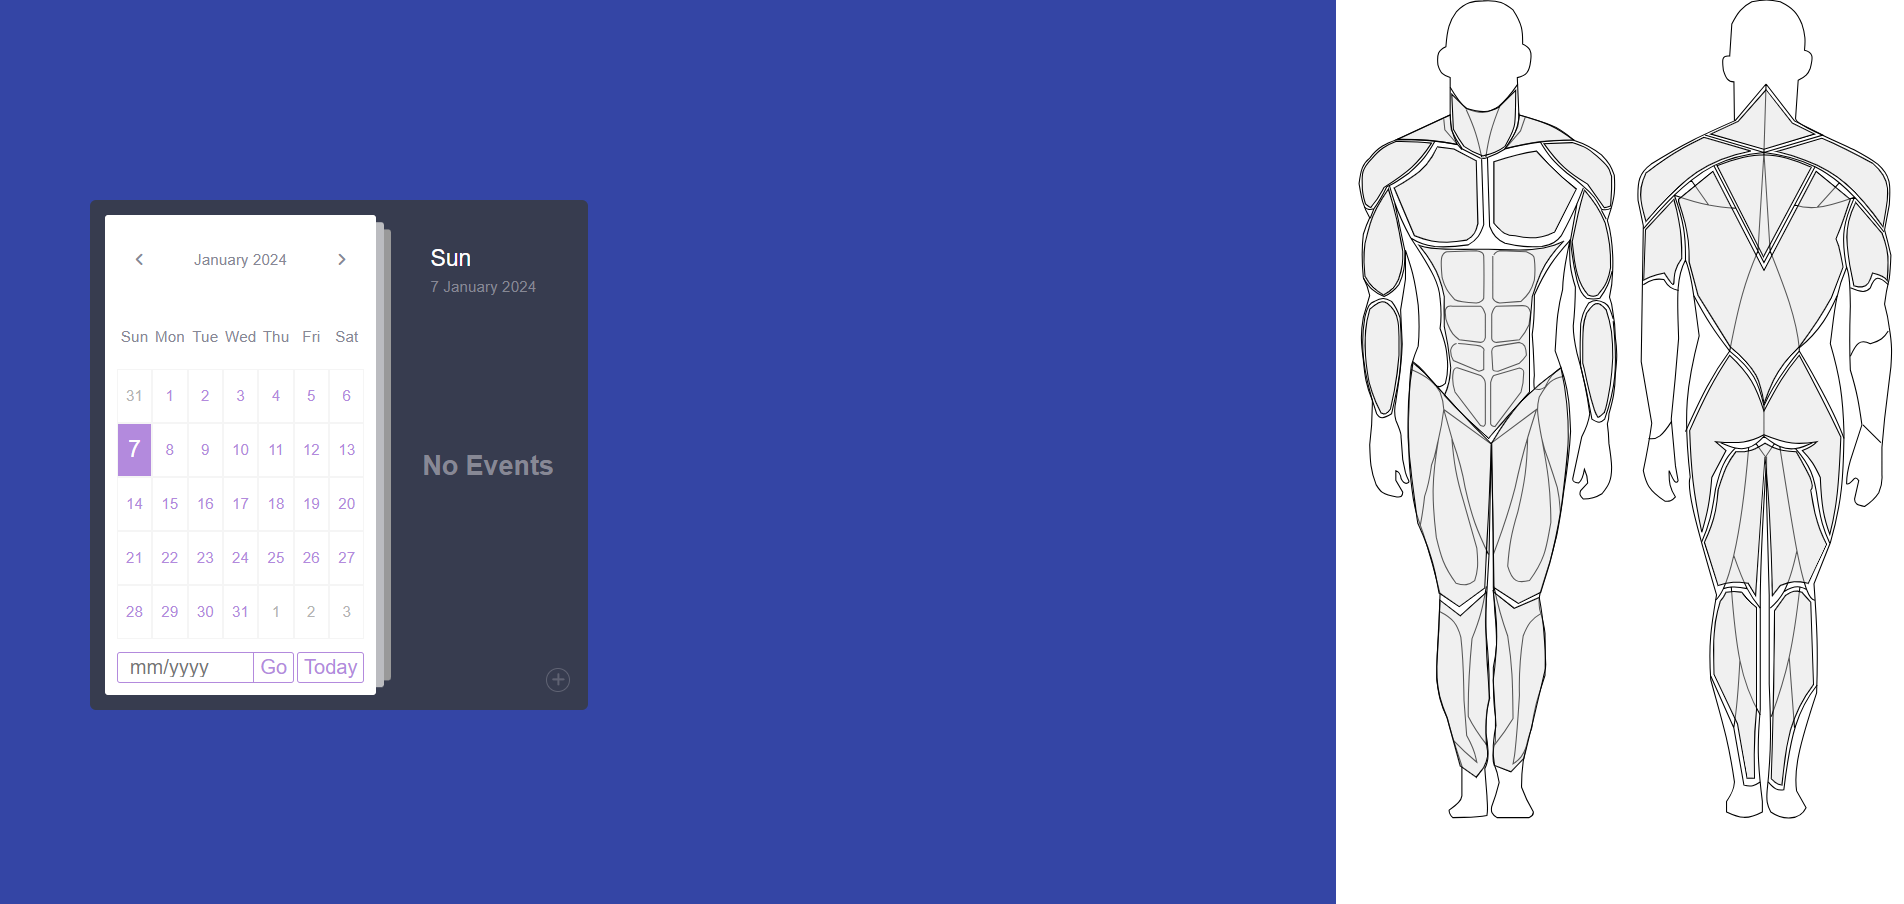 January 2024
Sun Mon Tue Wed Thu Fri Sat
31 1 2 3 4 5 6
7 8 9 10 11 12 13
14 15 16 17 18 19 20
21 22 23 24 25 26 27
28 29 30 31 1 2 3
mm/yyyy Go Today
Sun
7 January 2024
No Events